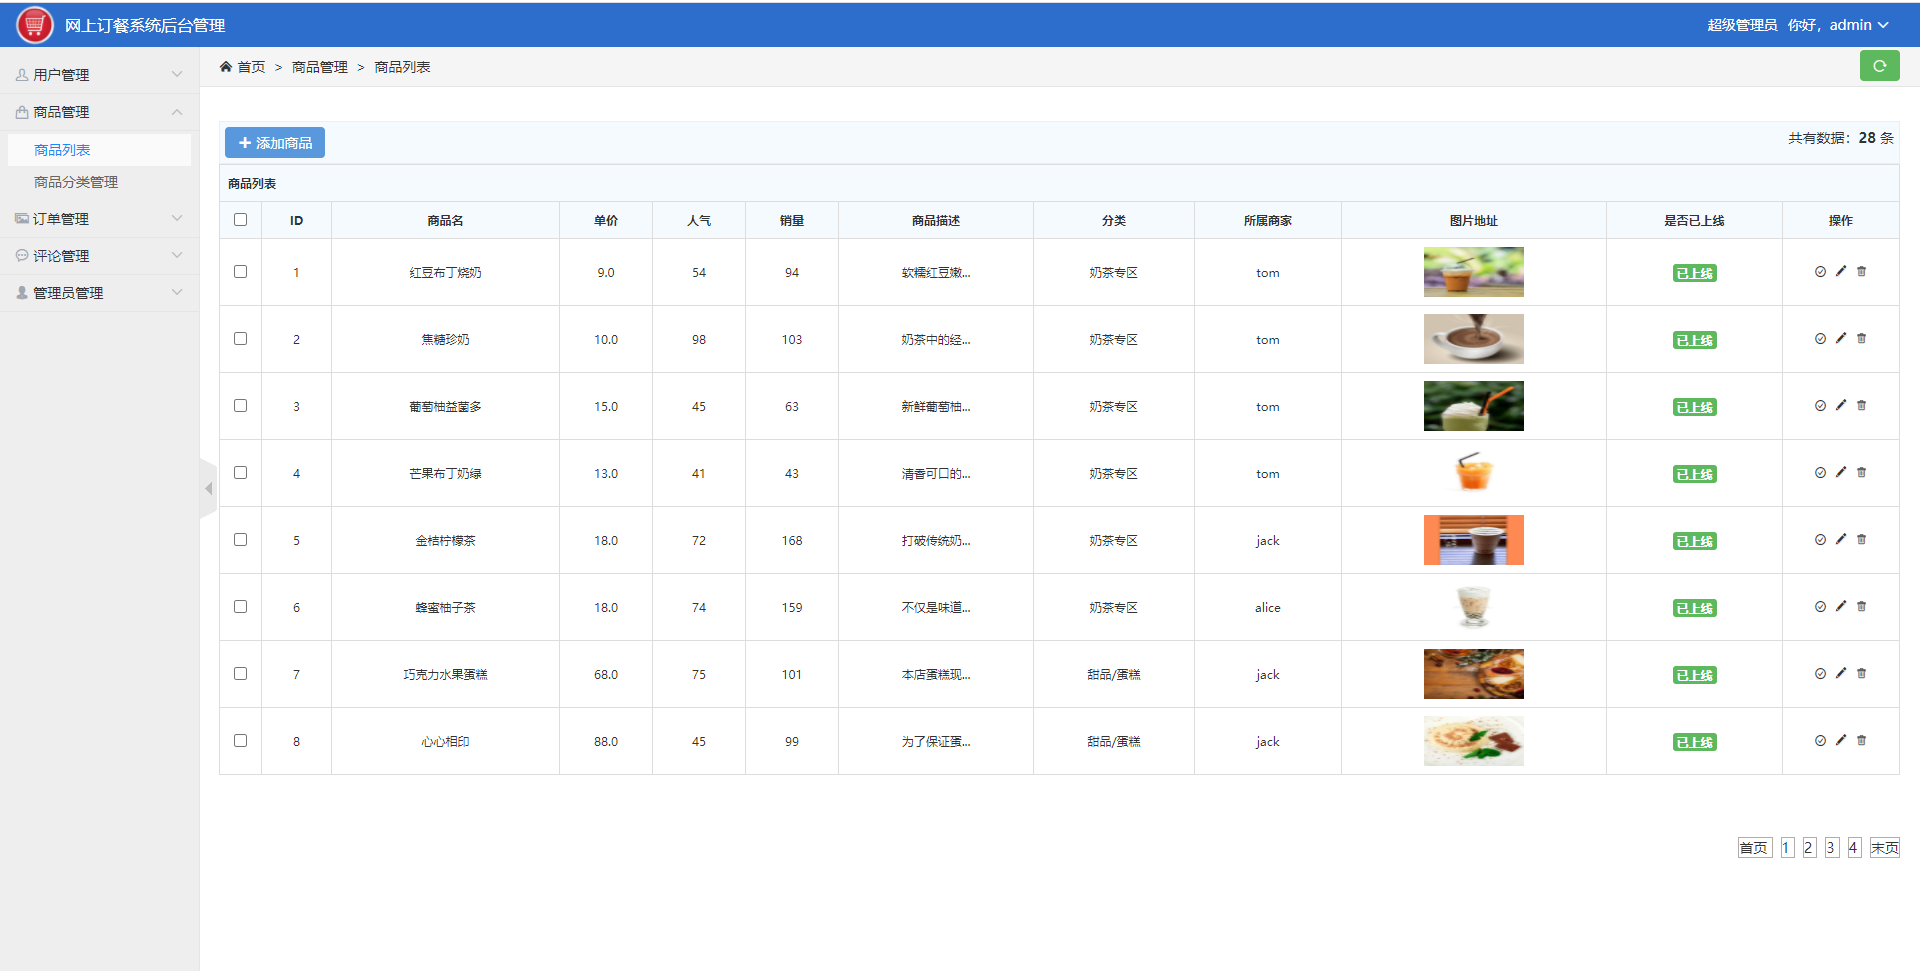 网上订餐系统后台管理
超级管理员 你好，admin
用户管理
商品管理
商品列表
商品分类管理
订单管理
评论管理
管理员管理
首页 > 商品管理 > 商品列表
添加商品
共有数据：28 条
商品列表
ID 商品名 单价 人气 销量 商品描述 分类 所属商家 图片地址 是否已上线 操作
1 红豆布丁烧奶 9.0 54 94 软糯红豆嫩... 奶茶专区 tom 已上线
2 焦糖珍奶 10.0 98 103 奶茶中的经... 奶茶专区 tom 已上线
3 葡萄柚益菌多 15.0 45 63 新鲜葡萄柚... 奶茶专区 tom 已上线
4 芒果布丁奶绿 13.0 41 43 清香可口的... 奶茶专区 tom 已上线
5 金桔柠檬茶 18.0 72 168 打破传统奶... 奶茶专区 jack 已上线
6 蜂蜜柚子茶 18.0 74 159 不仅是味道... 奶茶专区 alice 已上线
7 巧克力水果蛋糕 68.0 75 101 本店蛋糕现... 甜品/蛋糕 jack 已上线
8 心心相印 88.0 45 99 为了保证蛋... 甜品/蛋糕 jack 已上线
首页 1 2 3 4 末页